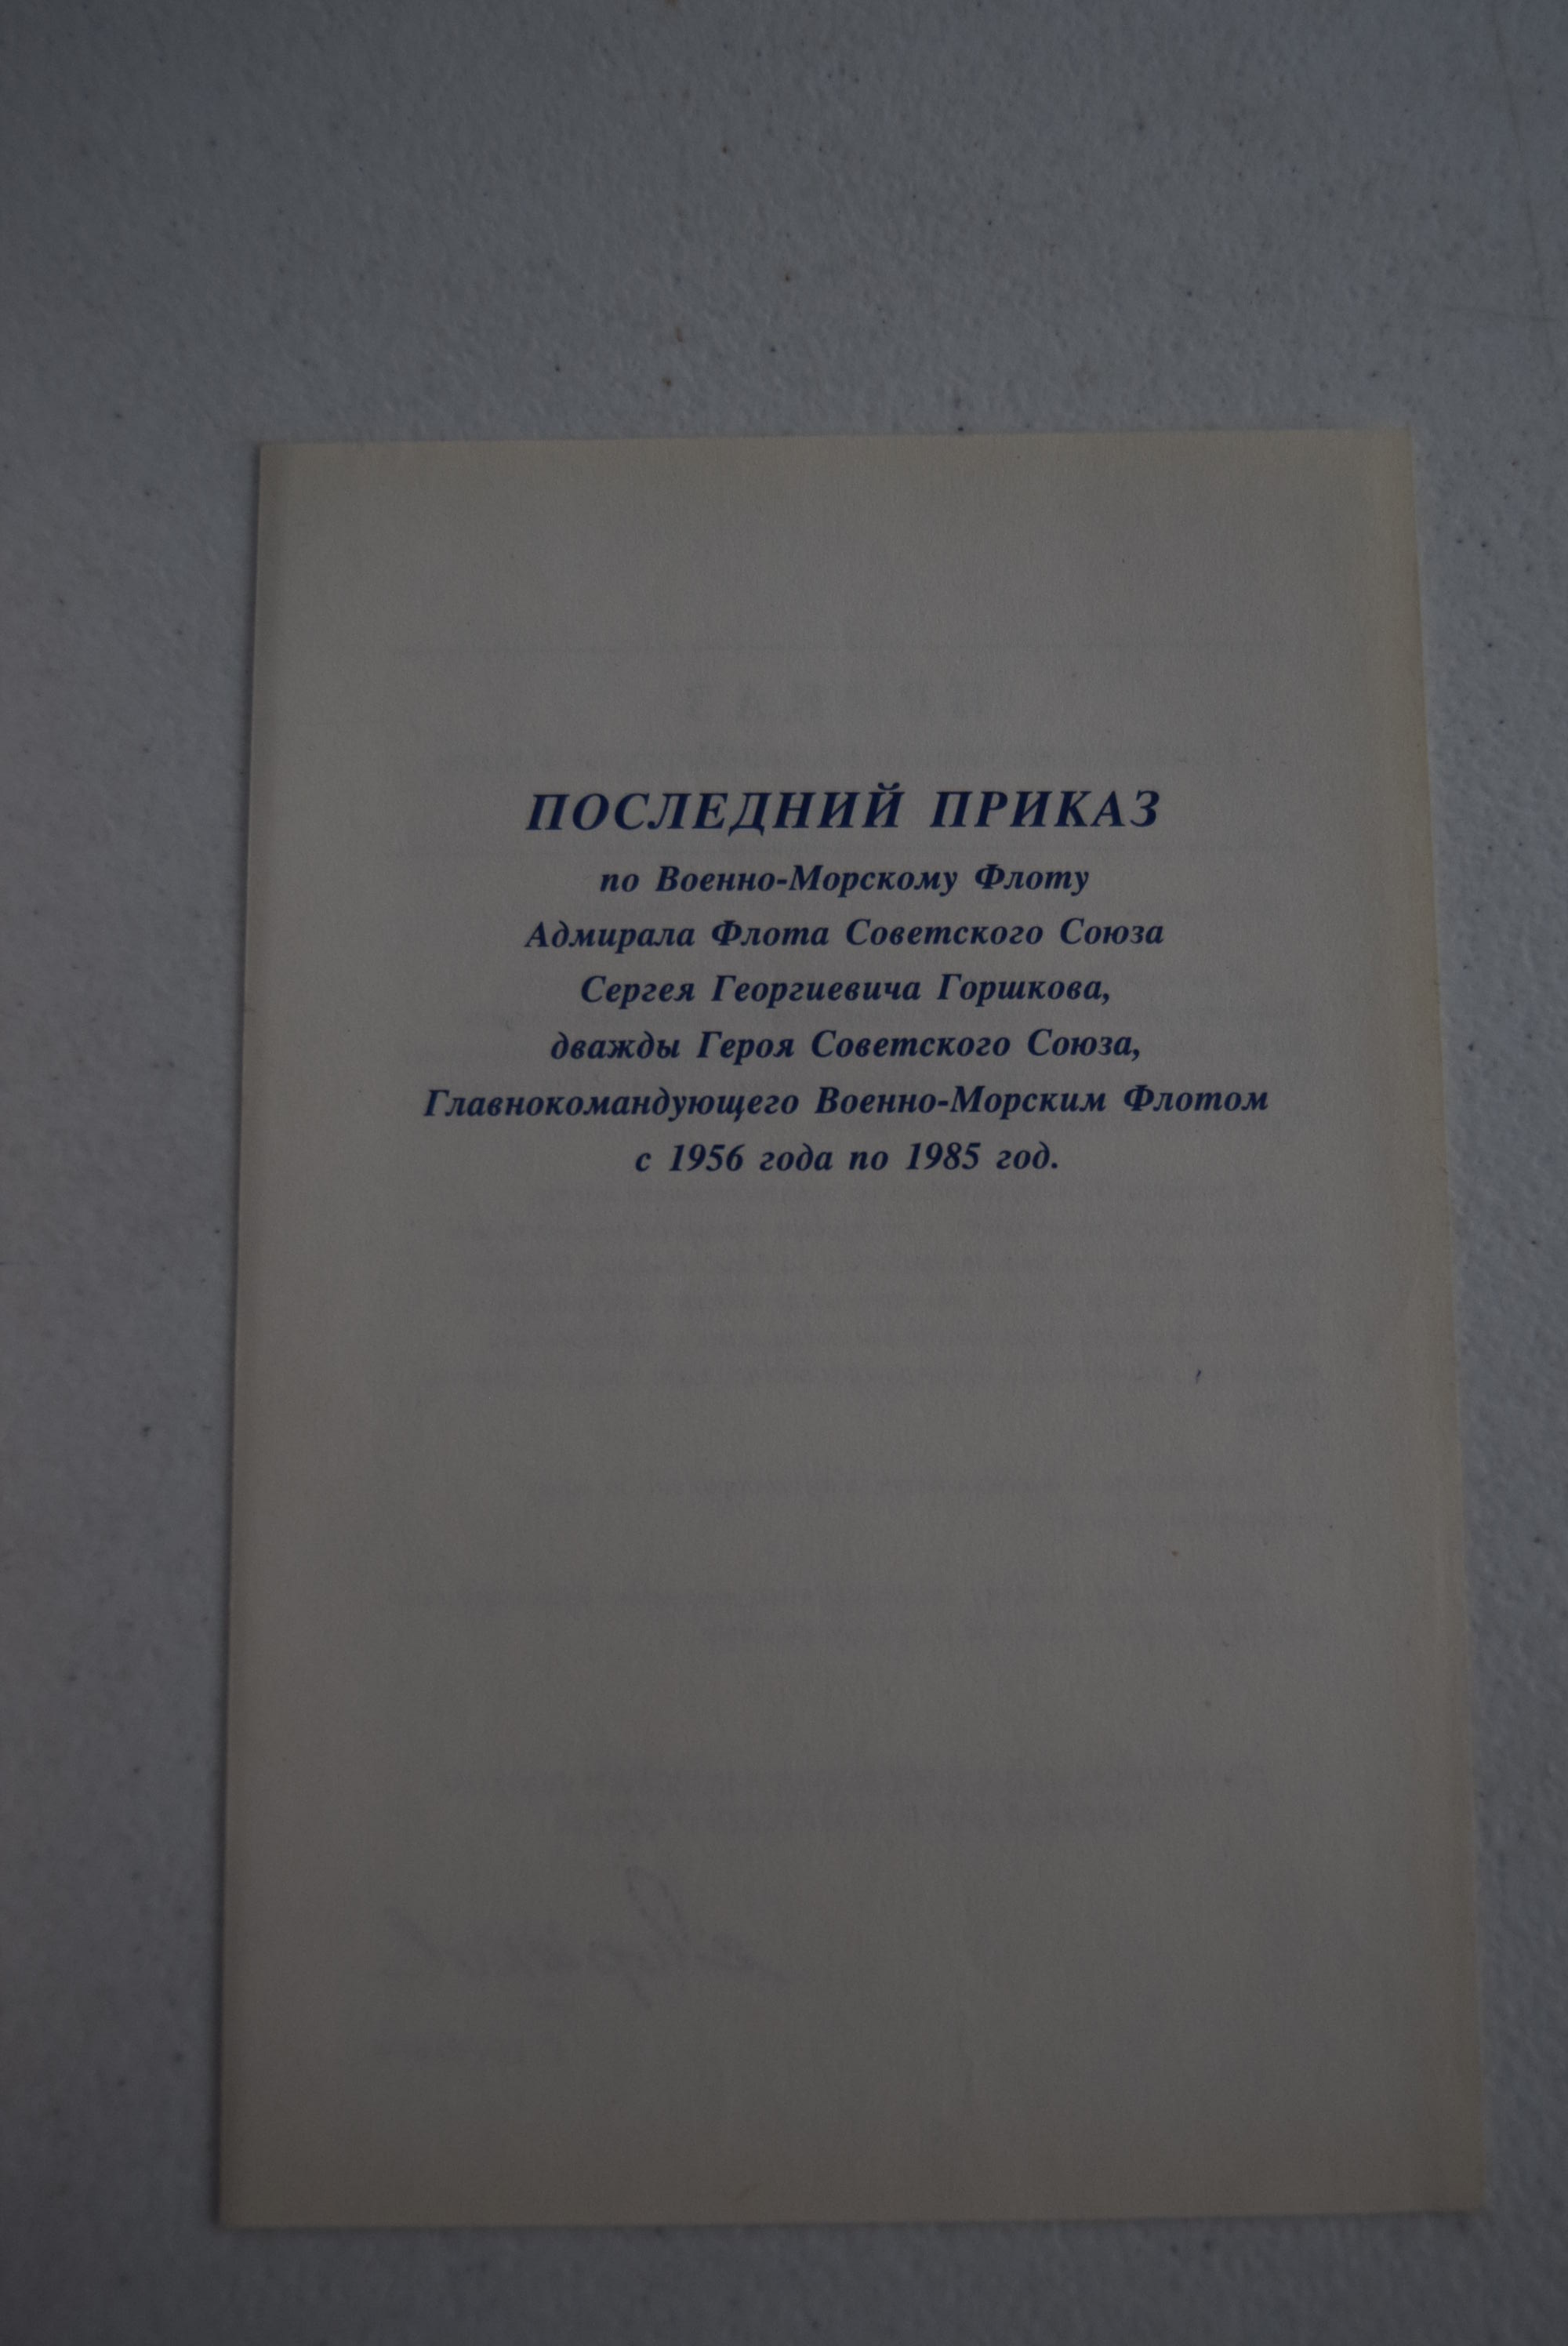 ПОСЛЕДНИЙ ПРИКАЗ
по Военно-Морскому Флоту
Адмирала Флота Советского Союза
Сергея Георгиевича Горшкова,
дважды Героя Советского Союза,
Главнокомандующего Военно-Морским Флотом
с 1956 года по 1985 год.